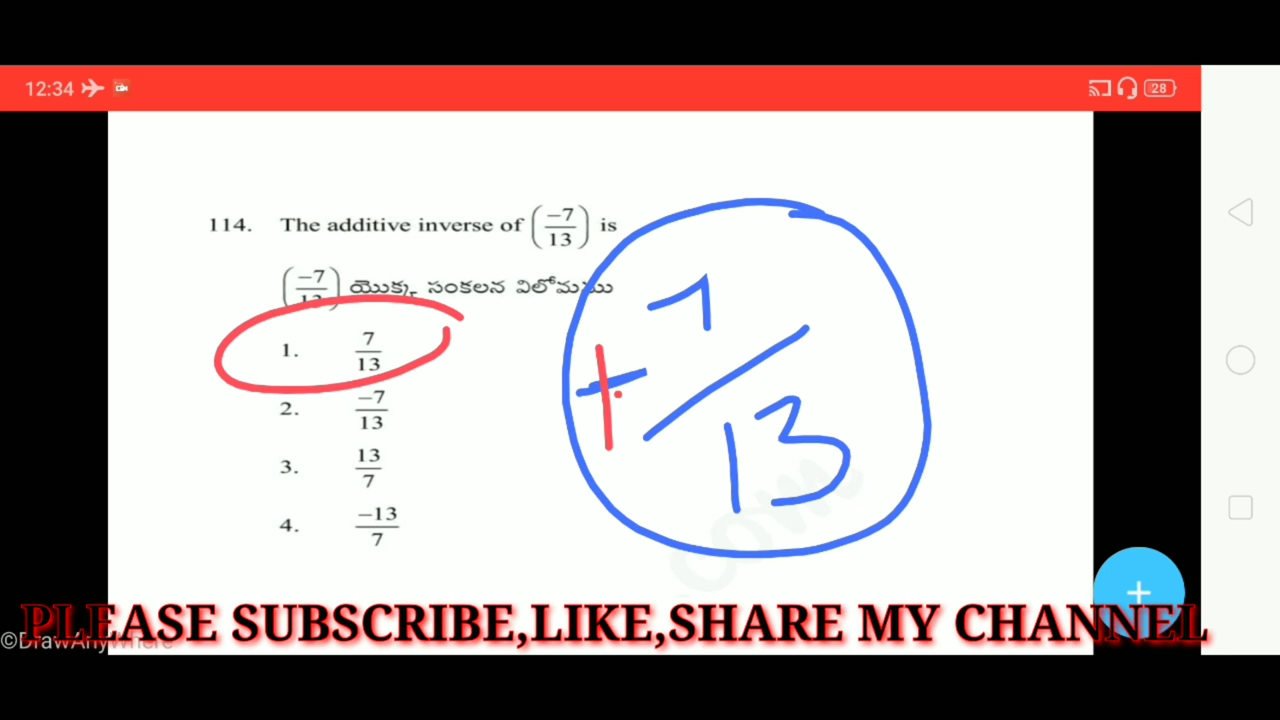 12:34 28
114. The additive inverse of (-7/13) is
(-7/13) యొక్క సంకలన విలోమము
1. 7/13
2. -7/13
3. 13/7
4. -13/7
+ 7/13
.com
PLEASE SUBSCRIBE,LIKE,SHARE MY CHANNEL
©DrawAnyWhere